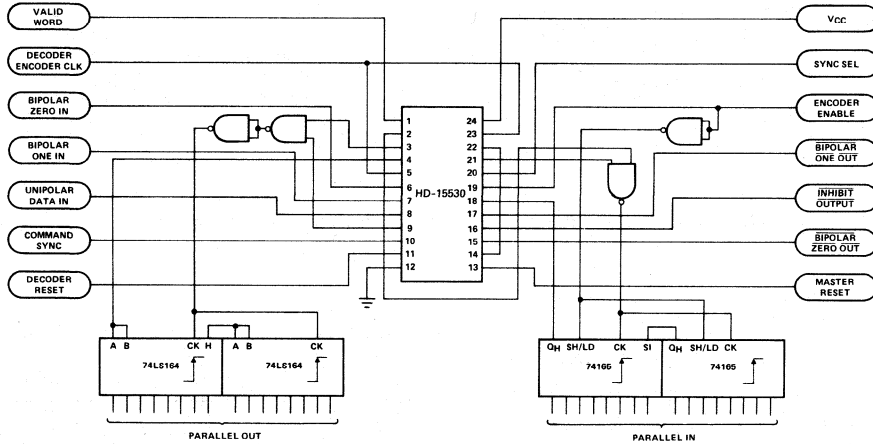 VALID
WORD
DECODER
ENCODER CLK
BIPOLAR
ZERO IN
BIPOLAR
ONE IN
UNIPOLAR
DATA IN
COMMAND
SYNC
DECODER
RESET
1
2
3
4
5
6
7
8
9
10
11
12
HD-15530
24
23
22
21
20
19
18
17
16
15
14
13
VCC
SYNC SEL
ENCODER
ENABLE
BIPOLAR
ONE OUT
INHIBIT
OUTPUT
BIPOLAR
ZERO OUT
MASTER
RESET
A B CK H A B CK
74LS164 74LS164
PARALLEL OUT
QH SH/LD CK SI QH SH/LD CK
74165 74165
PARALLEL IN